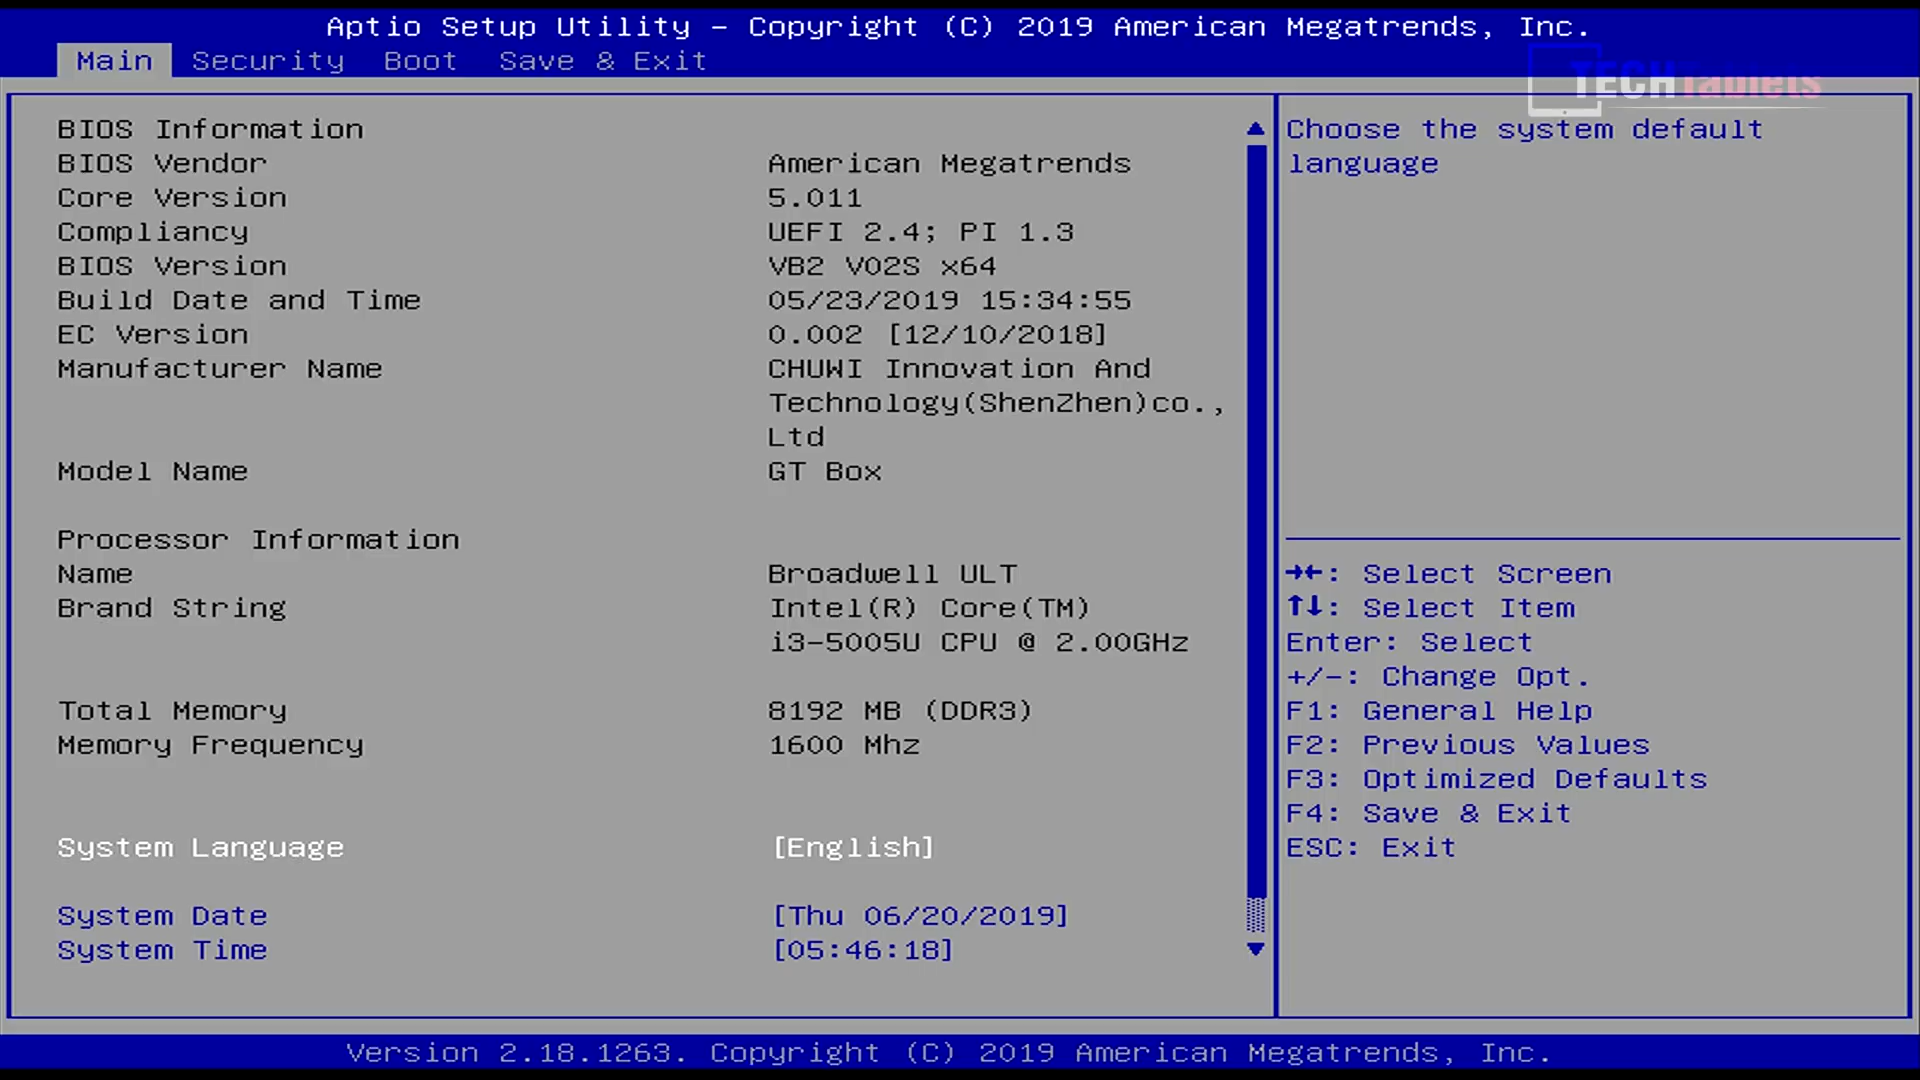 Aptio Setup Utility – Copyright (C) 2019 American Megatrends, Inc.
Main Security Boot Save & Exit
TECHTablets
BIOS Information
BIOS Vendor American Megatrends
Core Version 5.011
Compliancy UEFI 2.4; PI 1.3
BIOS Version VB2 V02S x64
Build Date and Time 05/23/2019 15:34:55
EC Version 0.002 [12/10/2018]
Manufacturer Name CHUWI Innovation And
Technology(ShenZhen)co.,
Ltd
Model Name GT Box
Processor Information
Name Broadwell ULT
Brand String Intel(R) Core(TM)
i3-5005U CPU @ 2.00GHz
Total Memory 8192 MB (DDR3)
Memory Frequency 1600 Mhz
System Language [English]
System Date [Thu 06/20/2019]
System Time [05:46:18]
Choose the system default
language
→←: Select Screen
↑↓: Select Item
Enter: Select
+/-: Change Opt.
F1: General Help
F2: Previous Values
F3: Optimized Defaults
F4: Save & Exit
ESC: Exit
Version 2.18.1263. Copyright (C) 2019 American Megatrends, Inc.